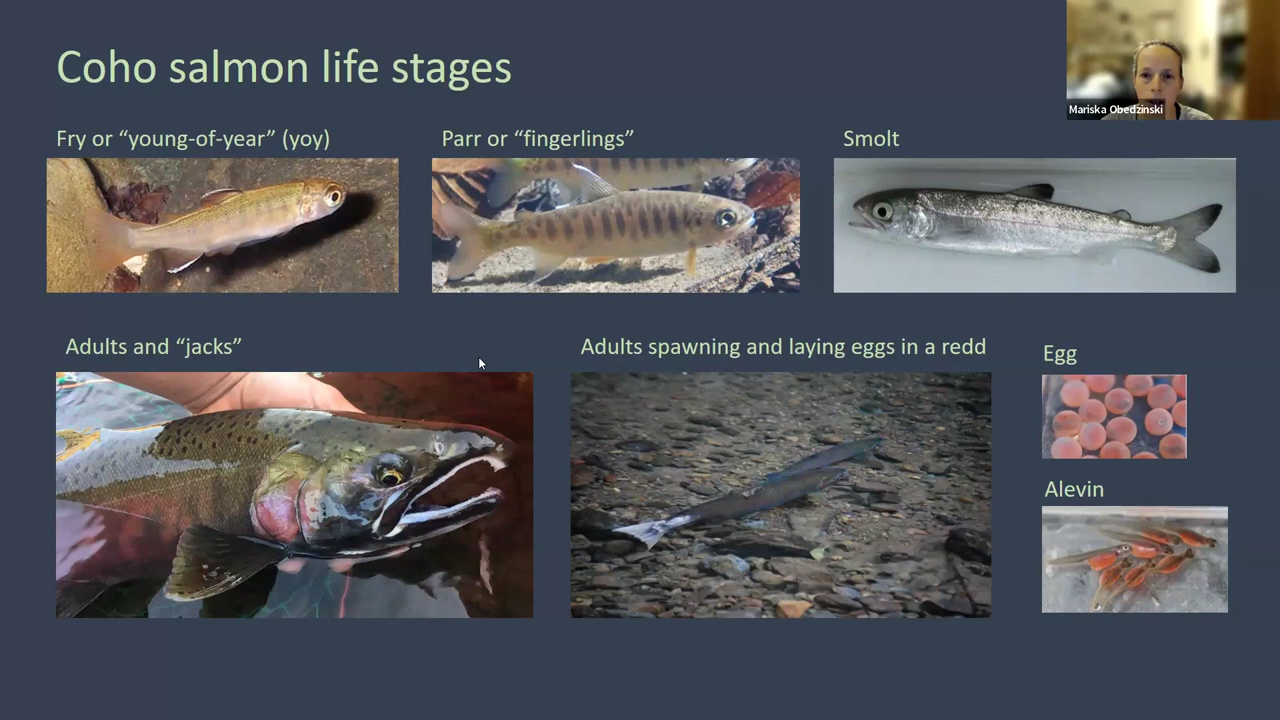 Coho salmon life stages
Mariska Obedzinski
Fry or “young-of-year” (yoy)
Parr or “fingerlings”
Smolt
Adults and “jacks”
Adults spawning and laying eggs in a redd
Egg
Alevin